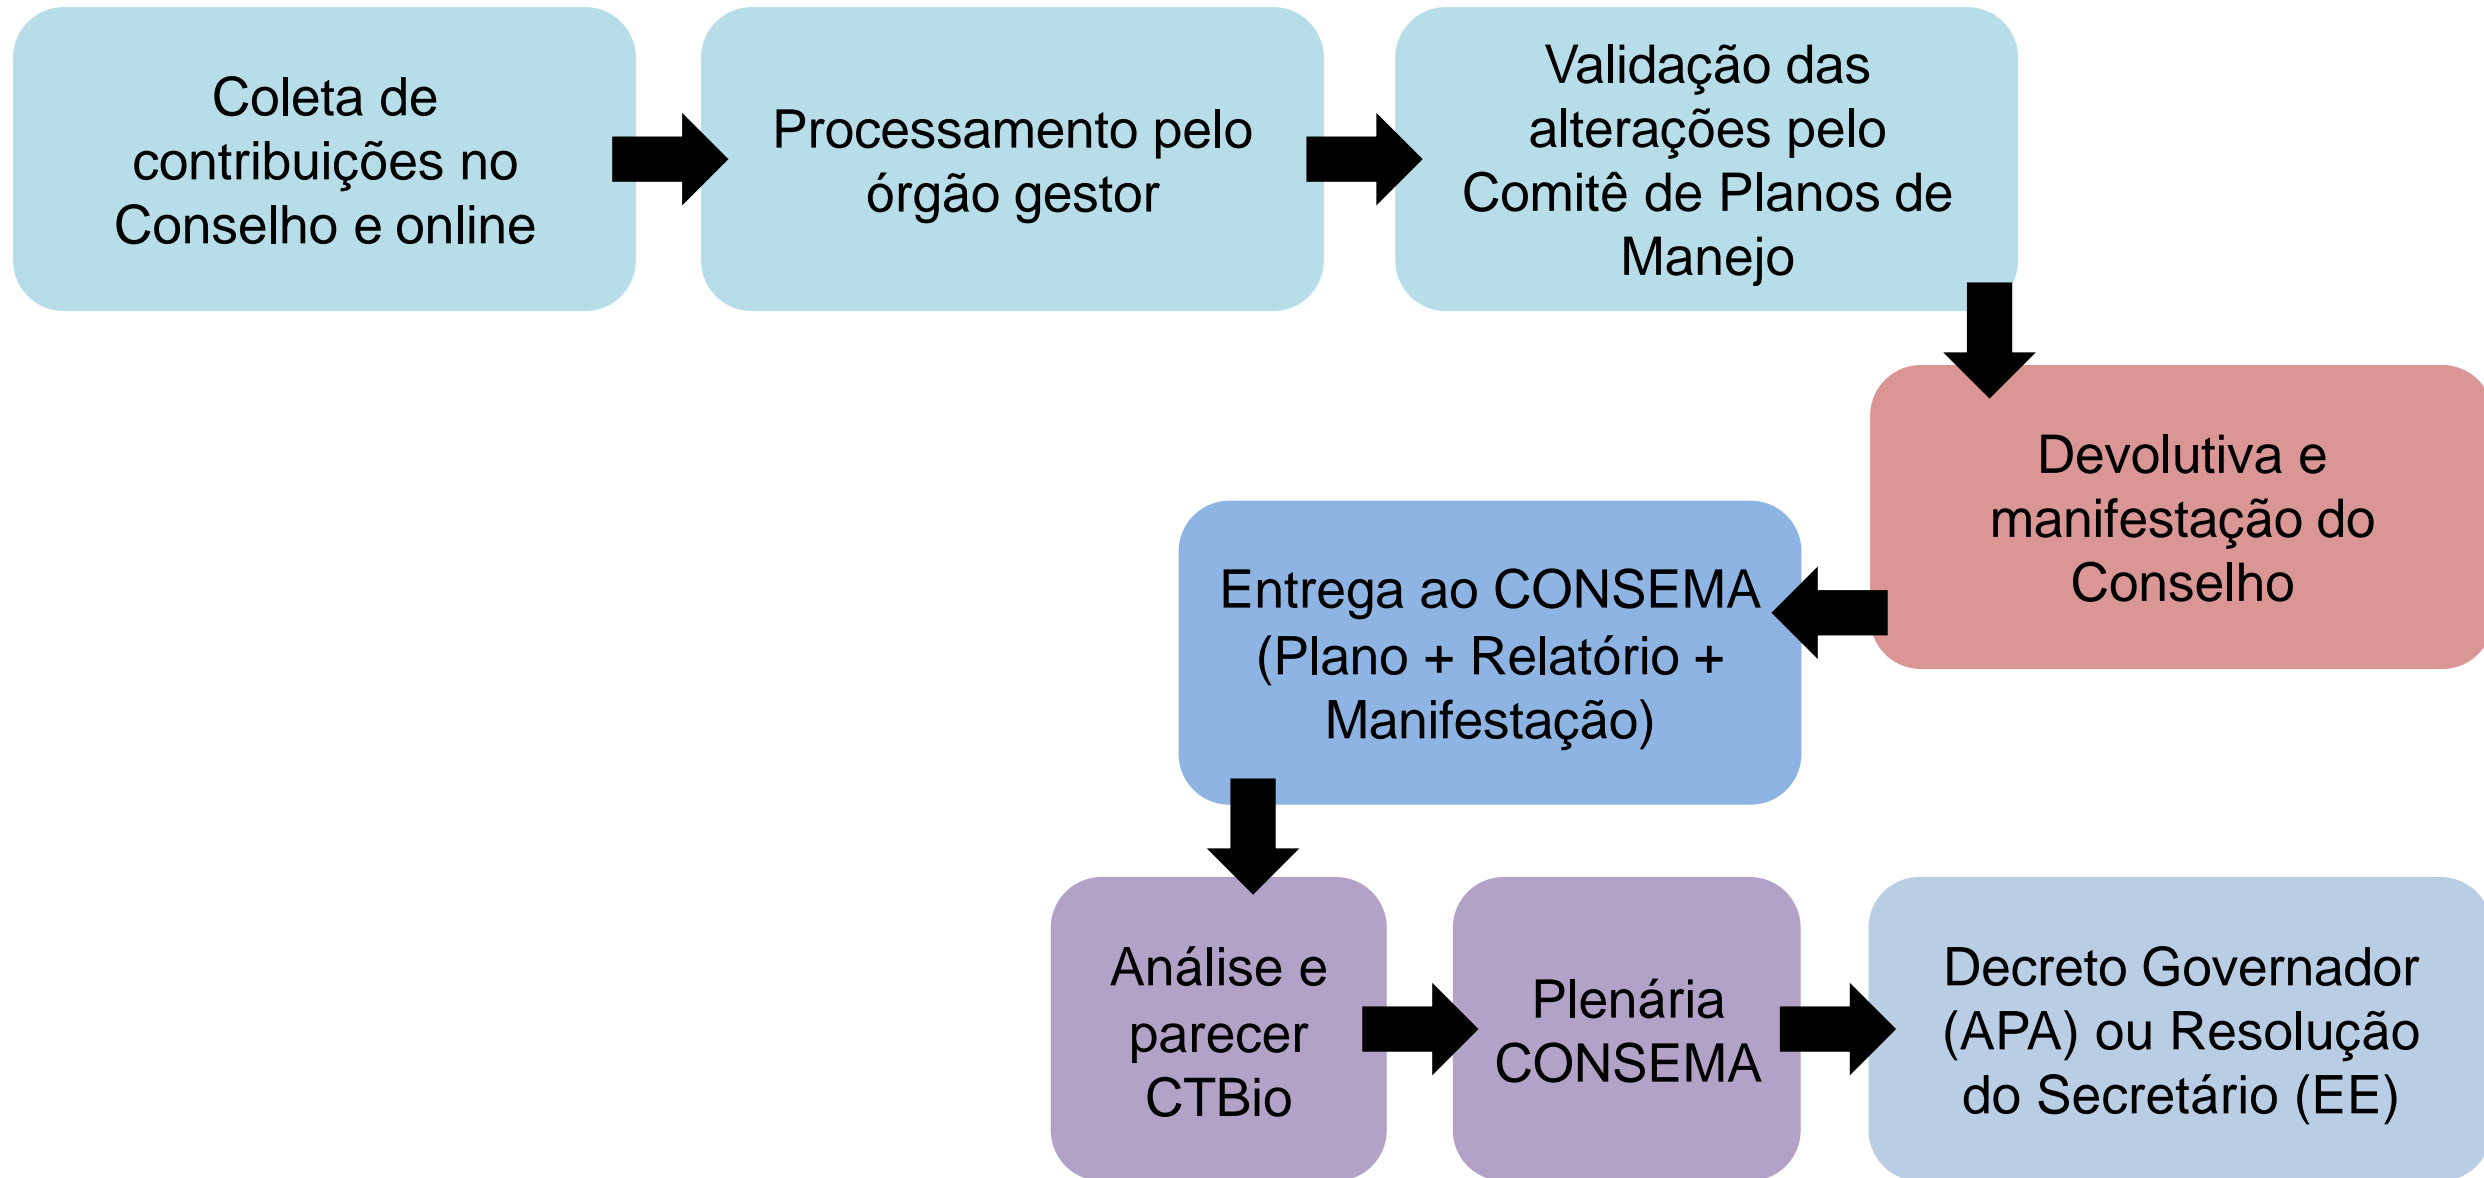 Coleta de
contribuições no
Conselho e online
Processamento pelo
órgão gestor
Validação das
alterações pelo
Comitê de Planos de
Manejo
Devolutiva e
manifestação do
Conselho
Entrega ao CONSEMA
(Plano + Relatório +
Manifestação)
Análise e
parecer
CTBio
Plenária
CONSEMA
Decreto Governador
(APA) ou Resolução
do Secretário (EE)